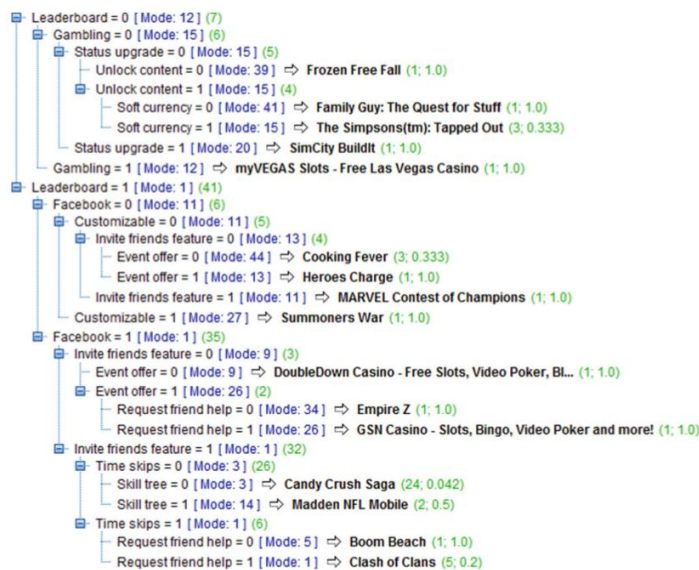 Leaderboard = 0 [Mode: 12] (7)
Gambling = 0 [Mode: 15] (6)
Status upgrade = 0 [Mode: 15] (5)
Unlock content = 0 [Mode: 39] ⇨ Frozen Free Fall (1; 1.0)
Unlock content = 1 [Mode: 15] (4)
Soft currency = 0 [Mode: 41] ⇨ Family Guy: The Quest for Stuff (1; 1.0)
Soft currency = 1 [Mode: 15] ⇨ The Simpsons(tm): Tapped Out (3; 0.333)
Status upgrade = 1 [Mode: 20] ⇨ SimCity BuildIt (1; 1.0)
Gambling = 1 [Mode: 12] ⇨ myVEGAS Slots - Free Las Vegas Casino (1; 1.0)
Leaderboard = 1 [Mode: 1] (41)
Facebook = 0 [Mode: 11] (6)
Customizable = 0 [Mode: 11] (5)
Invite friends feature = 0 [Mode: 13] (4)
Event offer = 0 [Mode: 44] ⇨ Cooking Fever (3; 0.333)
Event offer = 1 [Mode: 13] ⇨ Heroes Charge (1; 1.0)
Invite friends feature = 1 [Mode: 11] ⇨ MARVEL Contest of Champions (1; 1.0)
Customizable = 1 [Mode: 27] ⇨ Summoners War (1; 1.0)
Facebook = 1 [Mode: 1] (35)
Invite friends feature = 0 [Mode: 9] (3)
Event offer = 0 [Mode: 9] ⇨ DoubleDown Casino - Free Slots, Video Poker, Bl... (1; 1.0)
Event offer = 1 [Mode: 26] (2)
Request friend help = 0 [Mode: 34] ⇨ Empire Z (1; 1.0)
Request friend help = 1 [Mode: 26] ⇨ GSN Casino - Slots, Bingo, Video Poker and more! (1; 1.0)
Invite friends feature = 1 [Mode: 1] (32)
Time skips = 0 [Mode: 3] (26)
Skill tree = 0 [Mode: 3] ⇨ Candy Crush Saga (24; 0.042)
Skill tree = 1 [Mode: 14] ⇨ Madden NFL Mobile (2; 0.5)
Time skips = 1 [Mode: 1] (6)
Request friend help = 0 [Mode: 5] ⇨ Boom Beach (1; 1.0)
Request friend help = 1 [Mode: 1] ⇨ Clash of Clans (5; 0.2)